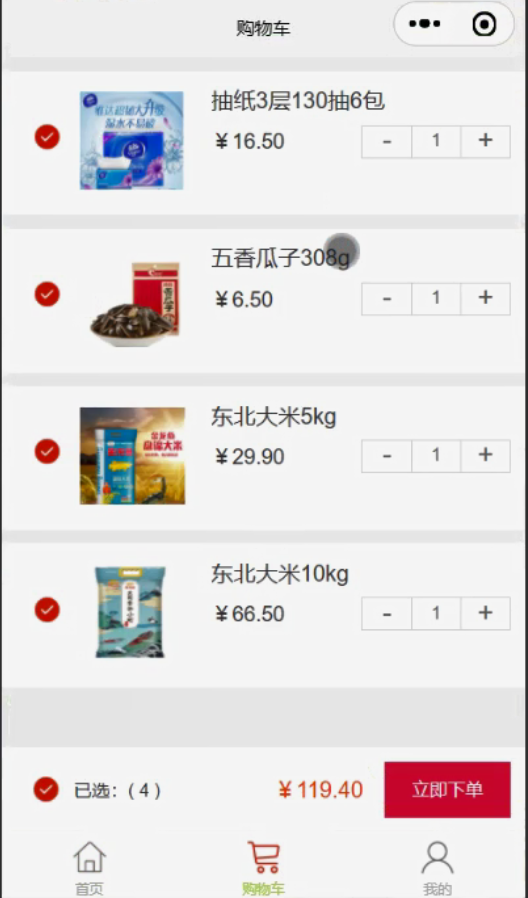 购物车
抽纸3层130抽6包
￥16.50
- 1 +
五香瓜子308g
￥6.50
- 1 +
东北大米5kg
￥29.90
- 1 +
东北大米10kg
￥66.50
- 1 +
已选：( 4 )
￥119.40
立即下单
首页
购物车
我的